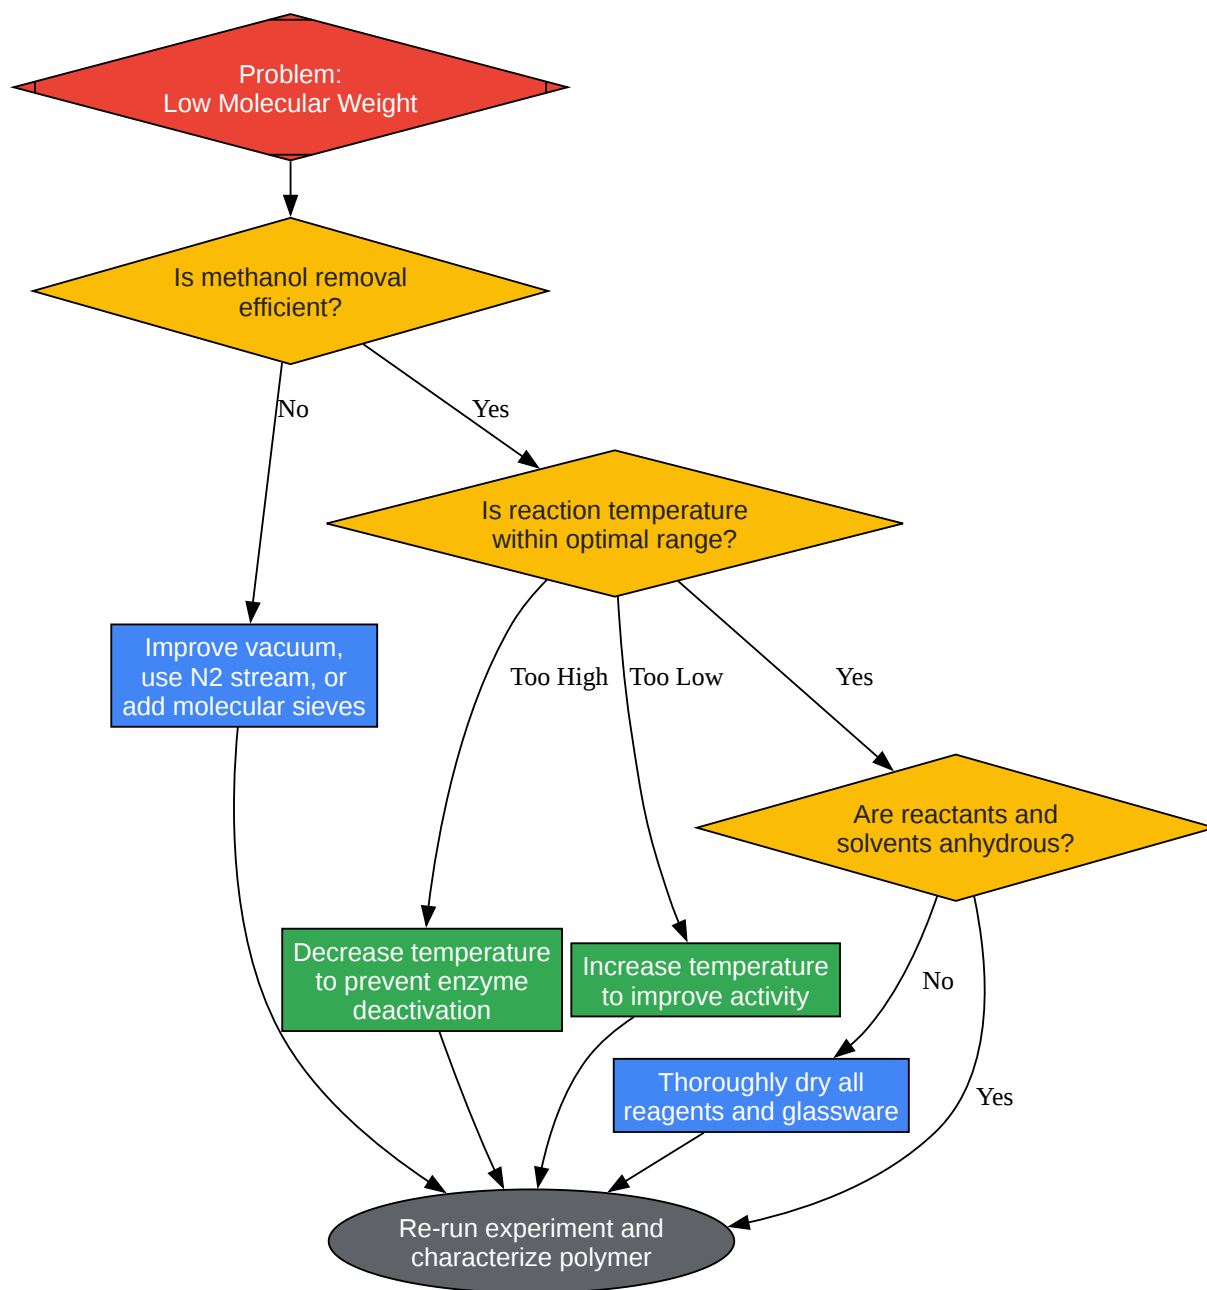 Problem:
Low Molecular Weight
Is methanol removal
efficient?
No
Yes
Is reaction temperature
within optimal range?
Improve vacuum,
use N2 stream, or
add molecular sieves
Too High
Too Low
Yes
Are reactants and
solvents anhydrous?
Decrease temperature
to prevent enzyme
deactivation
Increase temperature
to improve activity
No
Thoroughly dry all
reagents and glassware
Yes
Re-run experiment and
characterize polymer